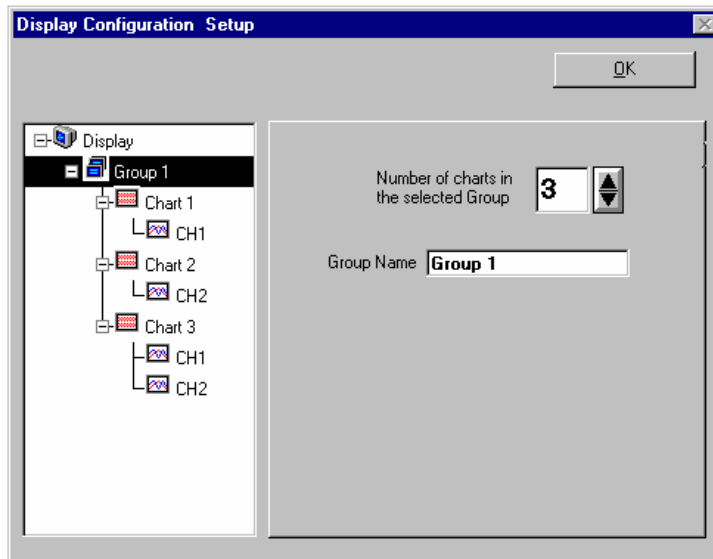 Display Configuration Setup
OK
Display
Group 1
Chart 1
CH1
Chart 2
CH2
Chart 3
CH1
CH2
Number of charts in
the selected Group
3
Group Name
Group 1